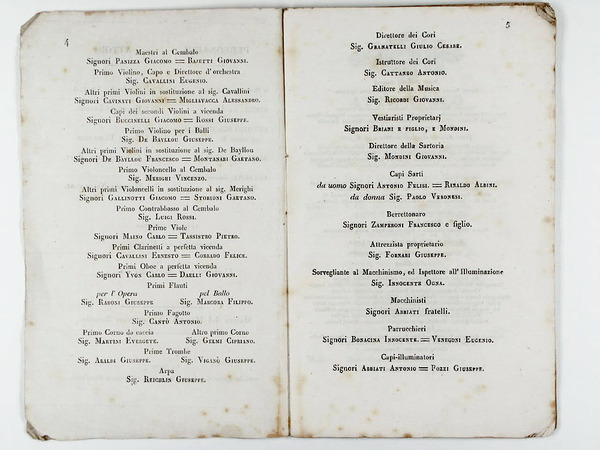 4
Maestri al Cembalo
Signori Panizza Giacomo = Bajetti Giovanni.
Primo Violino, Capo e Direttore d'orchestra
Sig. Cavallini Eugenio.
Altri primi Violini in sostituzione al sig. Cavallini
Signori Cavinati Giovanni = Migliavacca Alessandro.
Capi dei secondi Violini a vicenda
Signori Buccinelli Giacomo = Rossi Giuseppe.
Primo Violino per i Balli
Sig. De Bayllou Giuseppe.
Altri primi Violini in sostituzione al sig. De Bayllou
Signori De Bayllou Francesco = Montanari Gaetano.
Primo Violoncello al Cembalo
Sig. Merighi Vincenzo.
Altri primi Violoncelli in sostituzione al sig. Merighi
Signori Gallinotti Giacomo = Storioni Gaetano.
Primo Contrabbasso al Cembalo
Sig. Luigi Rossi.
Prime Viole
Signori Maino Carlo = Tassistro Pietro.
Primi Clarinetti a perfetta vicenda
Signori Cavallini Ernesto = Corrado Felice.
Primi Oboe a perfetta vicenda
Signori Yvon Carlo = Daelli Giovanni.
Primi Flauti
per l'Opera pel Ballo
Sig. Raboni Giuseppe Sig. Marcora Filippo.
Primo Fagotto
Sig. Cantù Antonio.
Primo Corno da caccia Altro primo Corno
Sig. Martini Evergete. Sig. Gelmi Cipriano.
Prime Trombe
Sig. Araldi Giuseppe. Sig. Viganò Giuseppe.
Arpa
Sig. Reichlin Giuseppe.
5
Direttore dei Cori
Sig. Granatelli Giulio Cesare.
Istruttore dei Cori
Sig. Cattaneo Antonio.
Editore della Musica
Sig. Ricordi Giovanni.
Vestiaristi Proprietarj
Signori Briani e figlio, e Mondini.
Direttore della Sartoria
Sig. Mondini Giovanni.
Capi Sarti
da uomo Signori Antonio Felisi. = Rinaldo Albini.
da donna Sig. Paolo Veronesi.
Berrettonaro
Signori Zamperoni Francesco e figlio.
Attrezzista proprietario
Sig. Fornari Giuseppe.
Sorvegliante al Macchinismo, ed Ispettore all'Illuminazione
Sig. Innocente Ogna.
Macchinisti
Signori Abbiati fratelli.
Parrucchieri
Signori Bonacina Innocente. = Venegoni Eugenio.
Capi-illuminatori
Signori Abbiati Antonio = Pozzi Giuseppe.